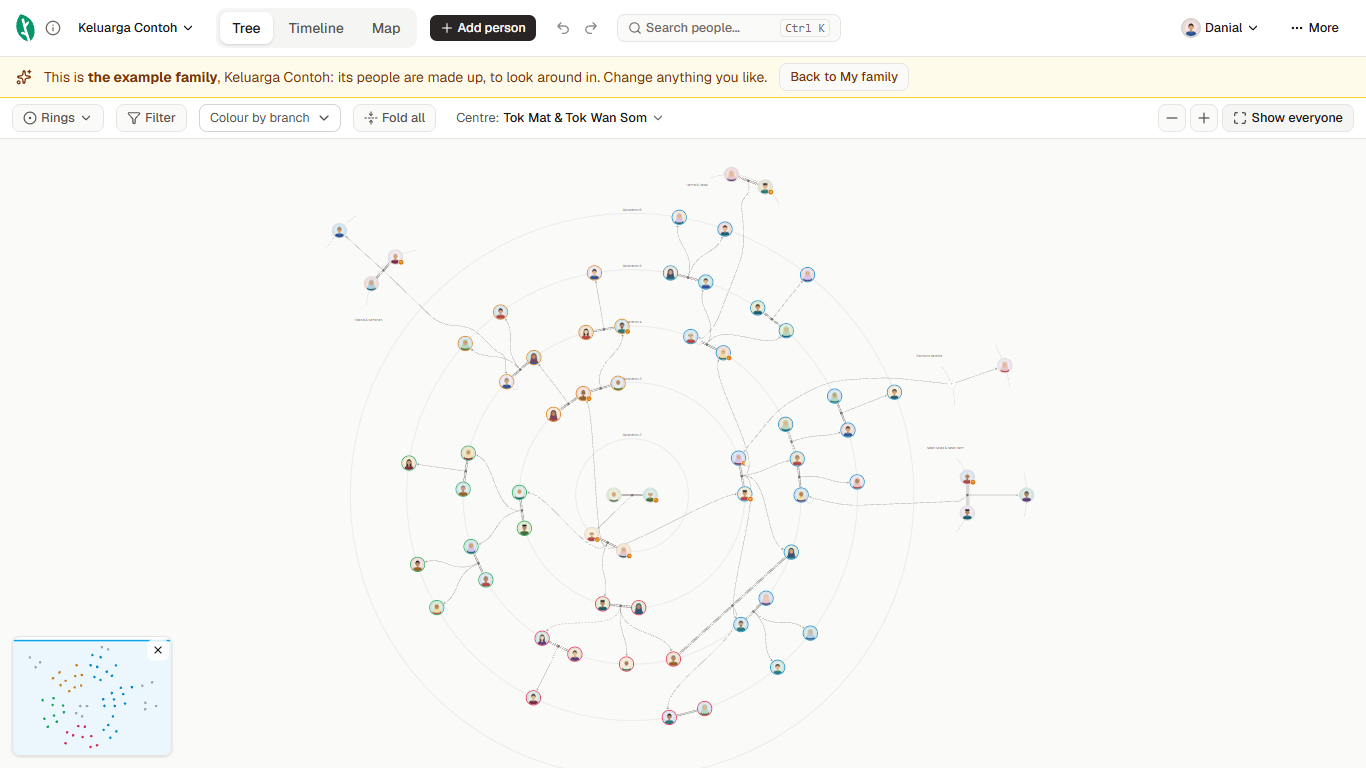 Keluarga Contoh
Tree
Timeline
Map
Add person
Search people...
Ctrl K
Danial
More
This is the example family, Keluarga Contoh: its people are made up, to look around in. Change anything you like.
Back to My family
Rings
Filter
Colour by branch
Fold all
Centre: Tok Mat & Tok Wan Som
Show everyone